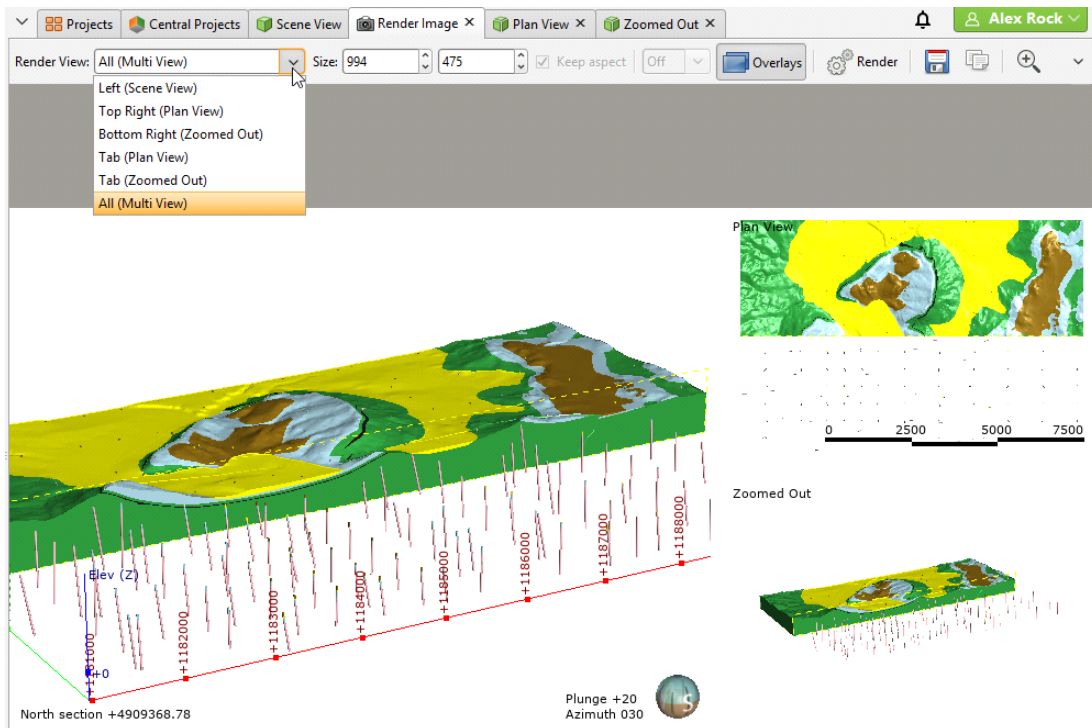 Projects Central Projects Scene View Render Image Plan View Zoomed Out Alex Rock
Render View: All (Multi View) Size: 994 475 Keep aspect Off Overlays Render
Left (Scene View)
Top Right (Plan View)
Bottom Right (Zoomed Out)
Tab (Plan View)
Tab (Zoomed Out)
All (Multi View)
Plan View
0 2500 5000 7500
Zoomed Out
Elev (Z)
+0
+1181000
+1182000
+1183000
+1184000
+1185000
+1186000
+1187000
+1188000
North section +4909368.78
Plunge +20
Azimuth 030
S